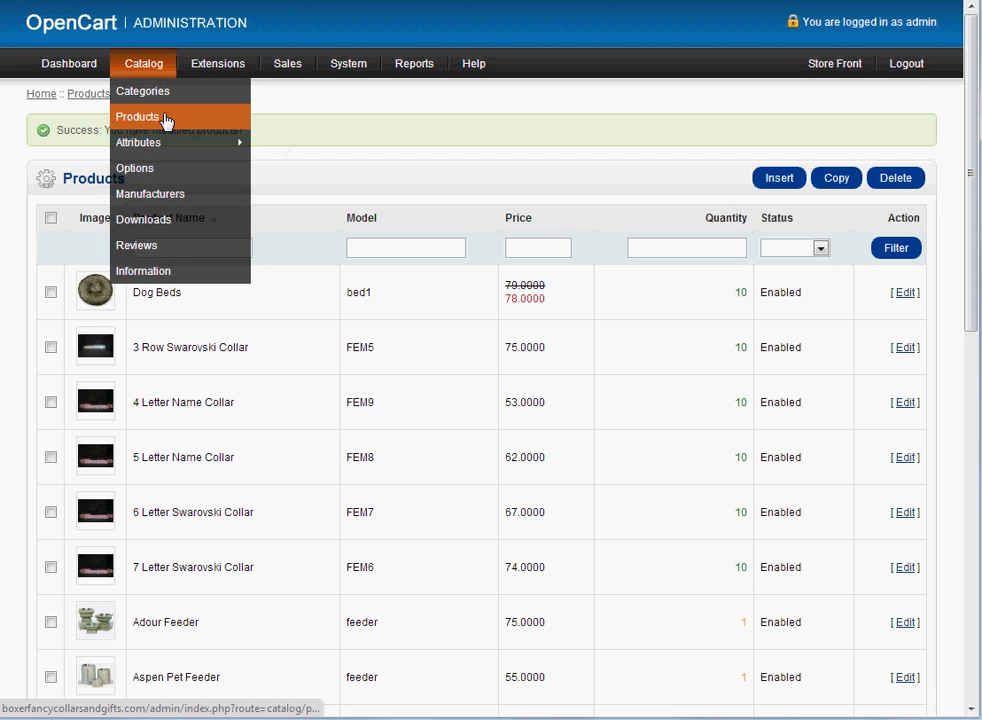 OpenCart | ADMINISTRATION
You are logged in as admin
Dashboard Catalog Extensions Sales System Reports Help Store Front Logout
Home :: Products
Categories
Products
Attributes
Options
Manufacturers
Downloads
Reviews
Information
Success: You have modified products!
Products
Insert Copy Delete
Image Product Name Model Price Quantity Status Action
Filter
Dog Beds bed1 79.0000 78.0000 10 Enabled [ Edit ]
3 Row Swarovski Collar FEM5 75.0000 10 Enabled [ Edit ]
4 Letter Name Collar FEM9 53.0000 10 Enabled [ Edit ]
5 Letter Name Collar FEM8 62.0000 10 Enabled [ Edit ]
6 Letter Swarovski Collar FEM7 67.0000 10 Enabled [ Edit ]
7 Letter Swarovski Collar FEM6 74.0000 10 Enabled [ Edit ]
Adour Feeder feeder 75.0000 1 Enabled [ Edit ]
Aspen Pet Feeder feeder 55.0000 1 Enabled [ Edit ]
boxerfancycollarsandgifts.com/admin/index.php?route=catalog/p...